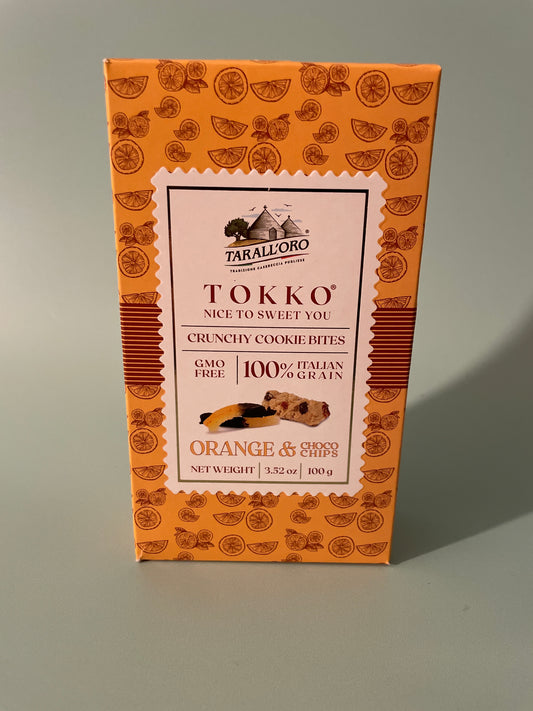 TARALL'ORO®
TRADIZIONE CASERECCIA PUGLIESE
TOKKO®
NICE TO SWEET YOU
CRUNCHY COOKIE BITES
GMO FREE | 100% ITALIAN GRAIN
ORANGE & CHOCO CHIPS
NET WEIGHT | 3.52 oz | 100 g